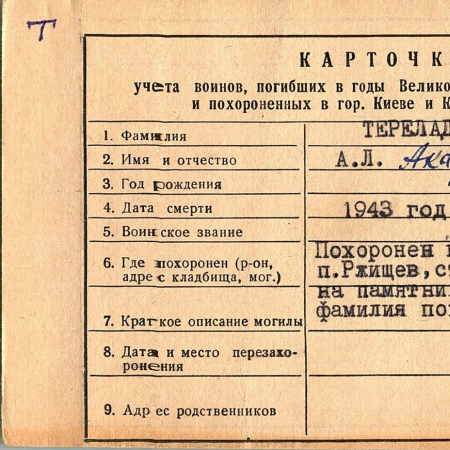 Т
КАРТОЧК
учета воинов, погибших в годы Велико
и похороненных в гор. Киеве и К
1. Фамилия
ТЕРЕЛАД
2. Имя и отчество
А.Л. Ака
3. Год рождения
4. Дата смерти
1943 год
5. Воинское звание
6. Где похоронен (р-он,
адрес кладбища, мог.)
Похоронен
п.Ржищев, с
на памятни
фамилия по
7. Краткое описание могилы
8. Дата и место перезахо-
ронения
9. Адрес родственников